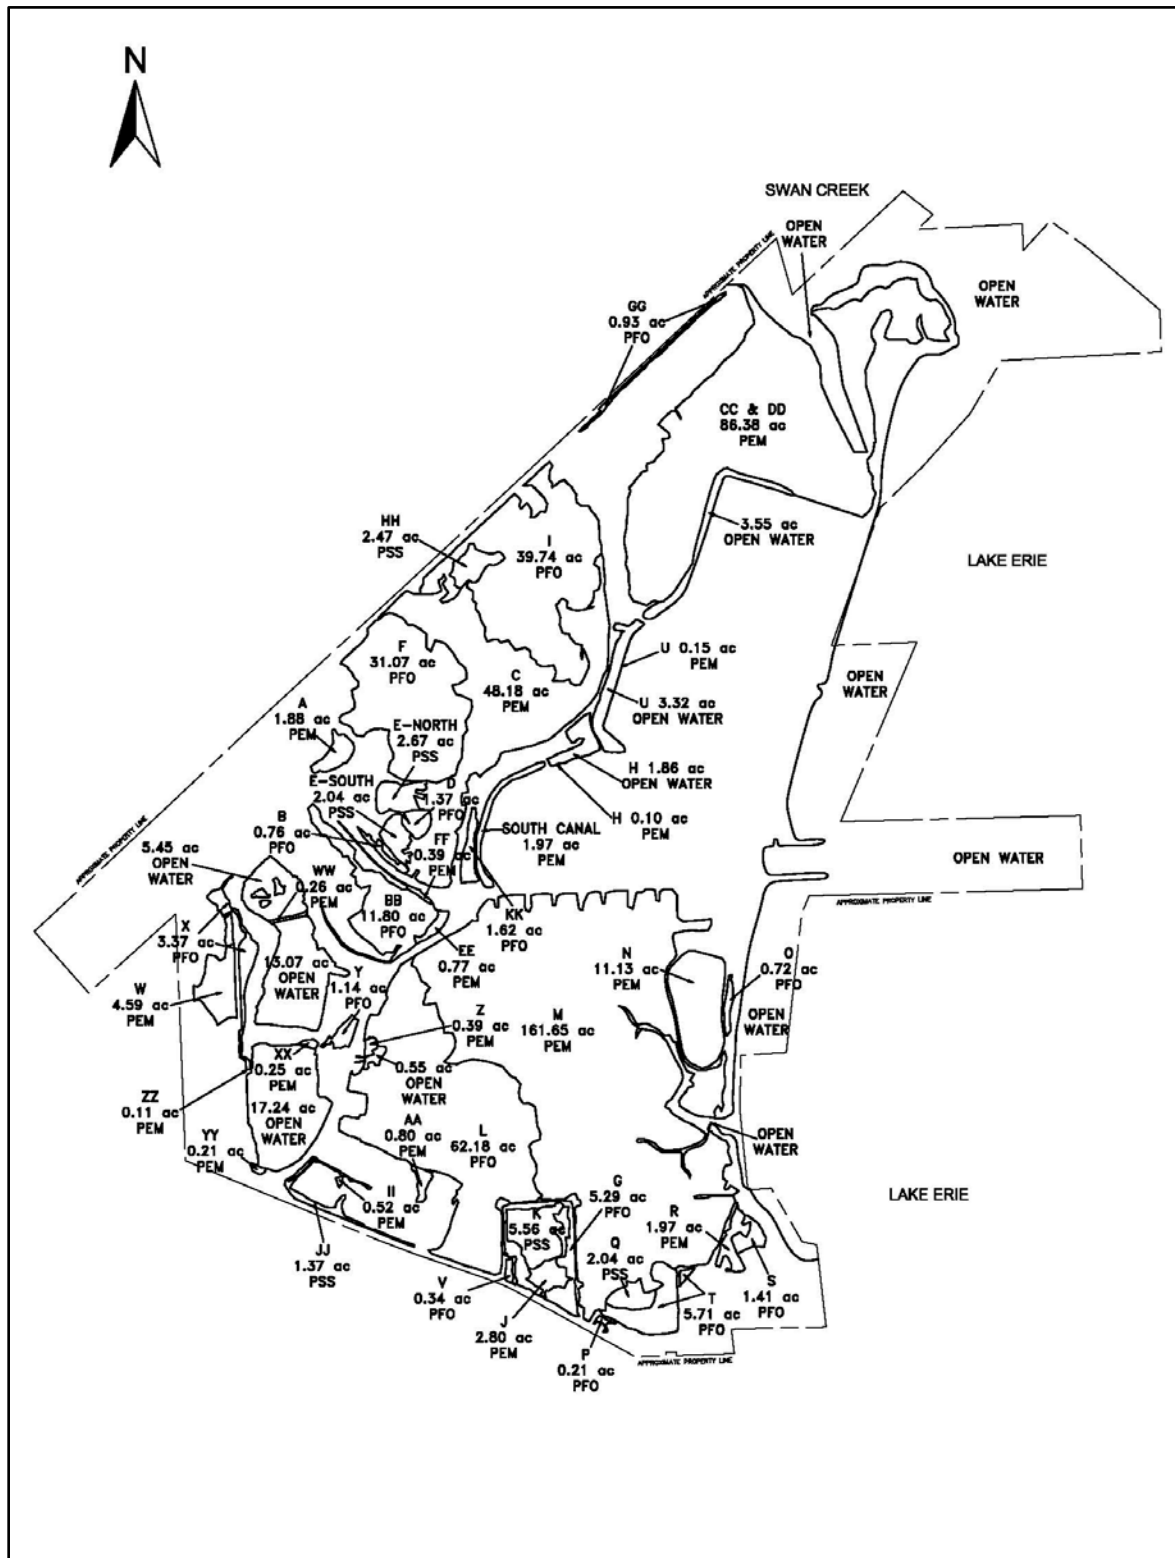 N
SWAN CREEK
OPEN
WATER
APPROXIMATE PROPERTY LINE
OPEN
WATER
GG
0.93 ac
PFO
CC & DD
86.38 ac
PEM
HH
2.47 ac
PSS
I
39.74 ac
PFO
3.55 ac
OPEN WATER
LAKE ERIE
F
31.07 ac
PFO
U 0.15 ac
PEM
C
48.18 ac
PEM
OPEN
WATER
A
1.88 ac
PEM
U 3.32 ac
OPEN WATER
E-NORTH
2.67 ac
PSS
H 1.86 ac
OPEN WATER
E-SOUTH
2.04 ac
PSS
D
1.37 ac
PFO
H 0.10 ac
PEM
B
0.76 ac
PFO
FF
0.39 ac
PEM
SOUTH CANAL
1.97 ac
PEM
APPROXIMATE PROPERTY LINE
5.45 ac
OPEN
WATER
WW
0.26 ac
PEM
OPEN WATER
BB
11.80 ac
PFO
APPROXIMATE PROPERTY LINE
KK
1.62 ac
PFO
X
3.37 ac
PFO
EE
0.77 ac
PEM
N
11.13 ac
PEM
O
0.72 ac
PFO
13.07 ac
OPEN
WATER
Y
1.14 ac
PFO
W
4.59 ac
PEM
Z
0.39 ac
PEM
M
161.65 ac
PEM
OPEN
WATER
XX
0.25 ac
PEM
0.55 ac
OPEN
WATER
ZZ
0.11 ac
PEM
17.24 ac
OPEN
WATER
AA
0.80 ac
PEM
L
62.18 ac
PFO
OPEN
WATER
YY
0.21 ac
PEM
G
5.29 ac
PFO
LAKE ERIE
II
0.52 ac
PEM
K
5.56 ac
PSS
R
1.97 ac
PEM
Q
2.04 ac
PSS
JJ
1.37 ac
PSS
V
0.34 ac
PFO
S
1.41 ac
PFO
T
5.71 ac
PFO
J
2.80 ac
PEM
P
0.21 ac
PFO
APPROXIMATE PROPERTY LINE